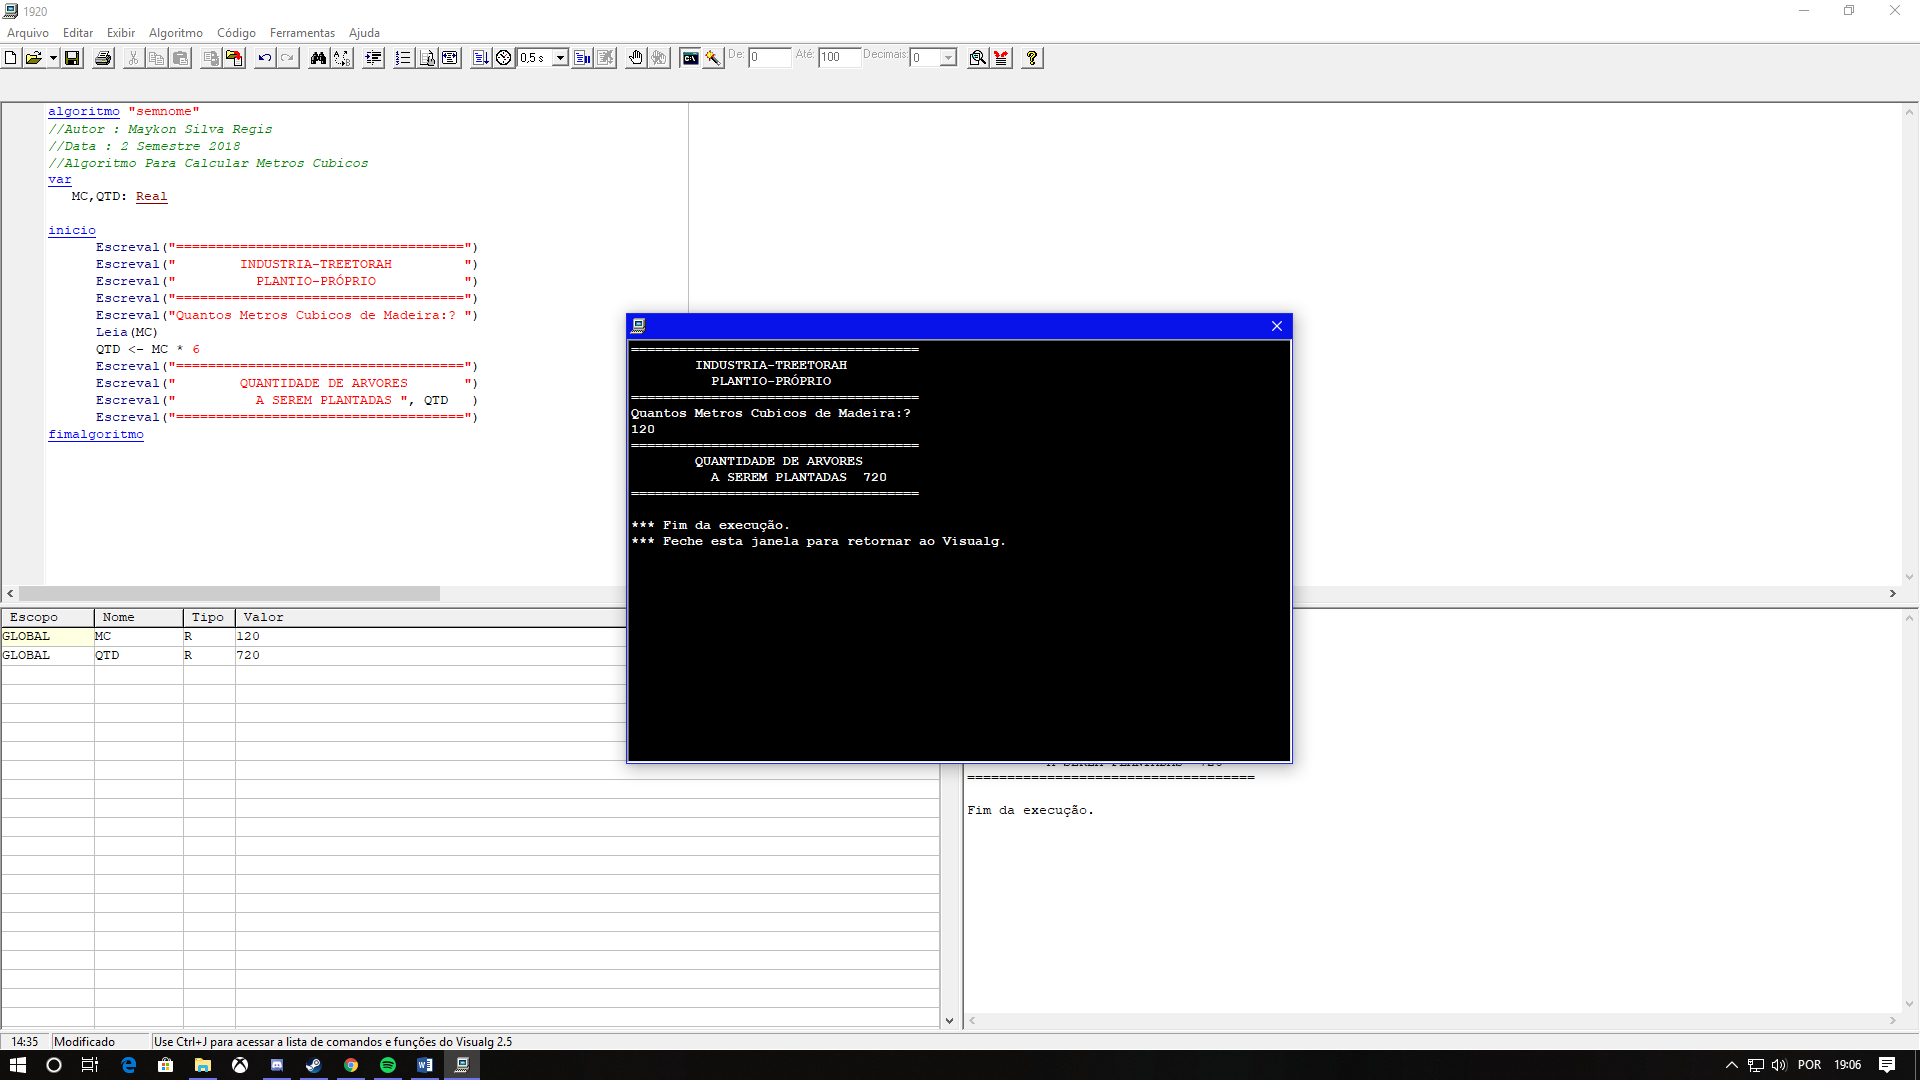 1920
Arquivo Editar Exibir Algoritmo Código Ferramentas Ajuda
0,5 s De: 0 Até: 100 Decimais: 0
algoritmo "semnome"
//Autor : Maykon Silva Regis
//Data : 2 Semestre 2018
//Algoritmo Para Calcular Metros Cubicos
var
MC,QTD: Real
inicio
Escreval("====================================")
Escreval("        INDUSTRIA-TREETORAH         ")
Escreval("          PLANTIO-PRÓPRIO           ")
Escreval("====================================")
Escreval("Quantos Metros Cubicos de Madeira:? ")
Leia(MC)
QTD <- MC * 6
Escreval("====================================")
Escreval("        QUANTIDADE DE ARVORES       ")
Escreval("          A SEREM PLANTADAS ", QTD   )
Escreval("====================================")
fimalgoritmo
====================================
INDUSTRIA-TREETORAH
PLANTIO-PRÓPRIO
====================================
Quantos Metros Cubicos de Madeira:?
120
====================================
QUANTIDADE DE ARVORES
A SEREM PLANTADAS  720
====================================
*** Fim da execução.
*** Feche esta janela para retornar ao Visualg.
Escopo Nome Tipo Valor
GLOBAL MC R 120
GLOBAL QTD R 720
====================================
Fim da execução.
14:35 Modificado Use Ctrl+J para acessar a lista de comandos e funções do Visualg 2.5
POR 19:06